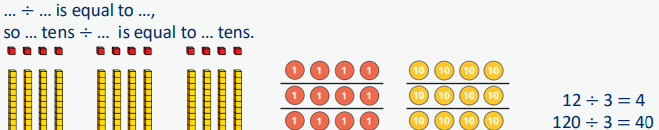 ... ÷ ... is equal to ...,
so ... tens ÷ ... is equal to ... tens.
1 1 1 1 10 10 10 10
1 1 1 1 10 10 10 10
1 1 1 1 10 10 10 10
12 ÷ 3 = 4
120 ÷ 3 = 40